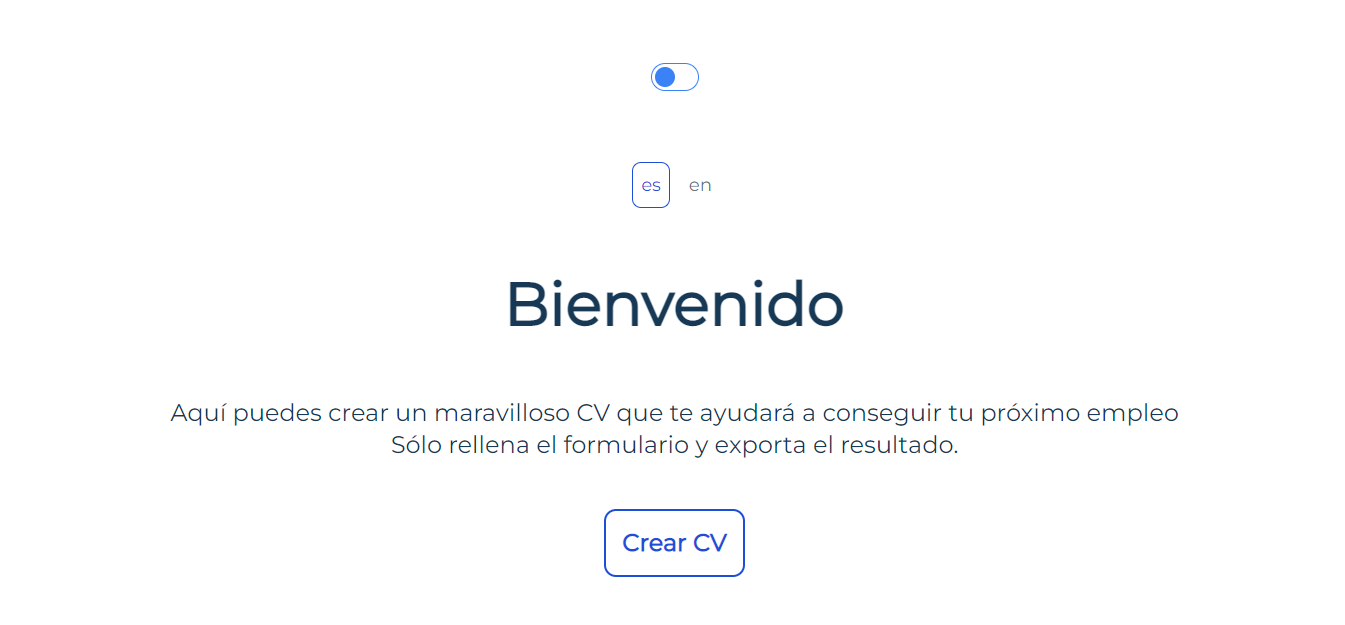 es en
Bienvenido
Aquí puedes crear un maravilloso CV que te ayudará a conseguir tu próximo empleo
Sólo rellena el formulario y exporta el resultado.
Crear CV